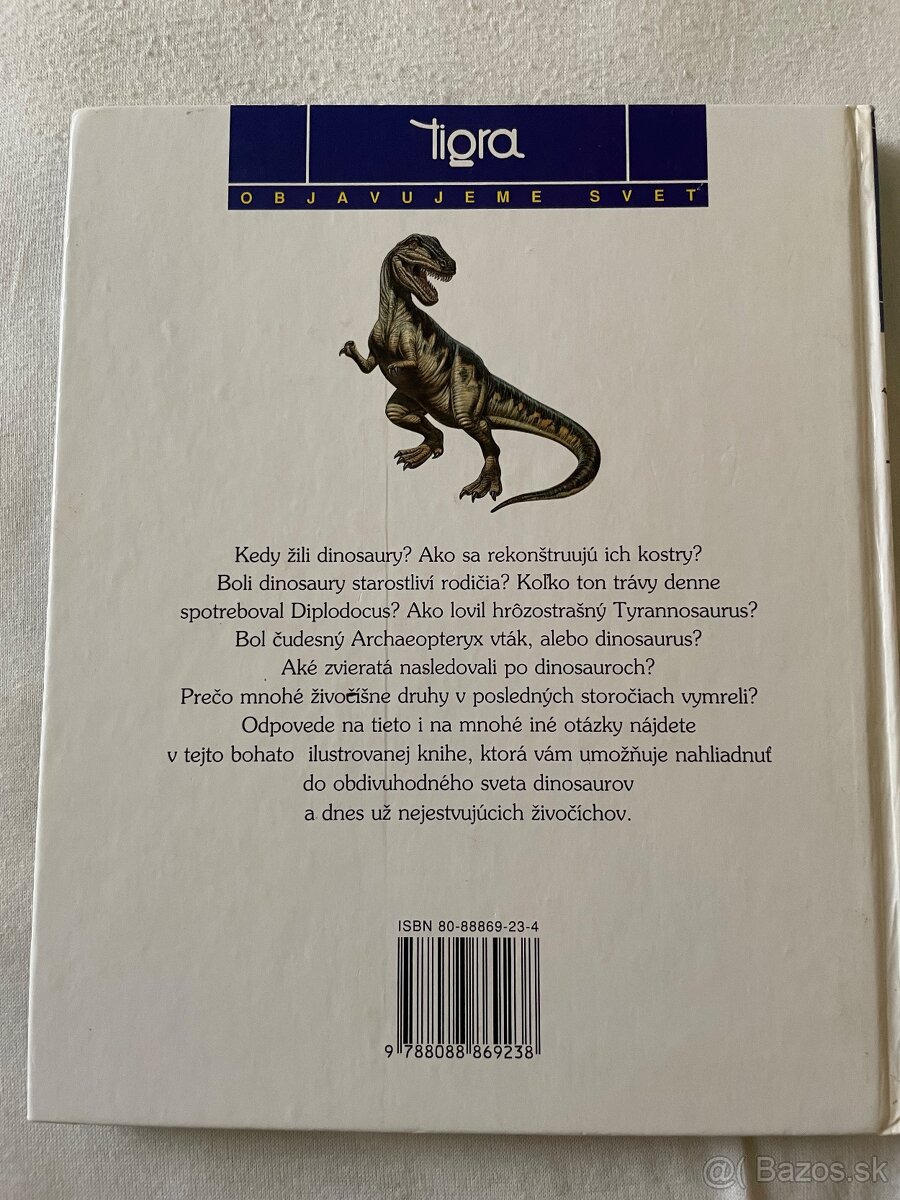 tigra
OBJAVUJEME SVET
Kedy žili dinosaury? Ako sa rekonštruujú ich kostry?
Boli dinosaury starostliví rodičia? Koľko ton trávy denne
spotreboval Diplodocus? Ako lovil hrôzostrašný Tyrannosaurus?
Bol čudesný Archaeopteryx vták, alebo dinosaurus?
Aké zvieratá nasledovali po dinosauroch?
Prečo mnohé živočíšne druhy v posledných storočiach vymreli?
Odpovede na tieto i na mnohé iné otázky nájdete
v tejto bohato ilustrovanej knihe, ktorá vám umožňuje nahliadnuť
do obdivuhodného sveta dinosaurov
a dnes už nejestvujúcich živočíchov.
ISBN 80-88869-23-4
9 788088 869238
@( Bazos.sk